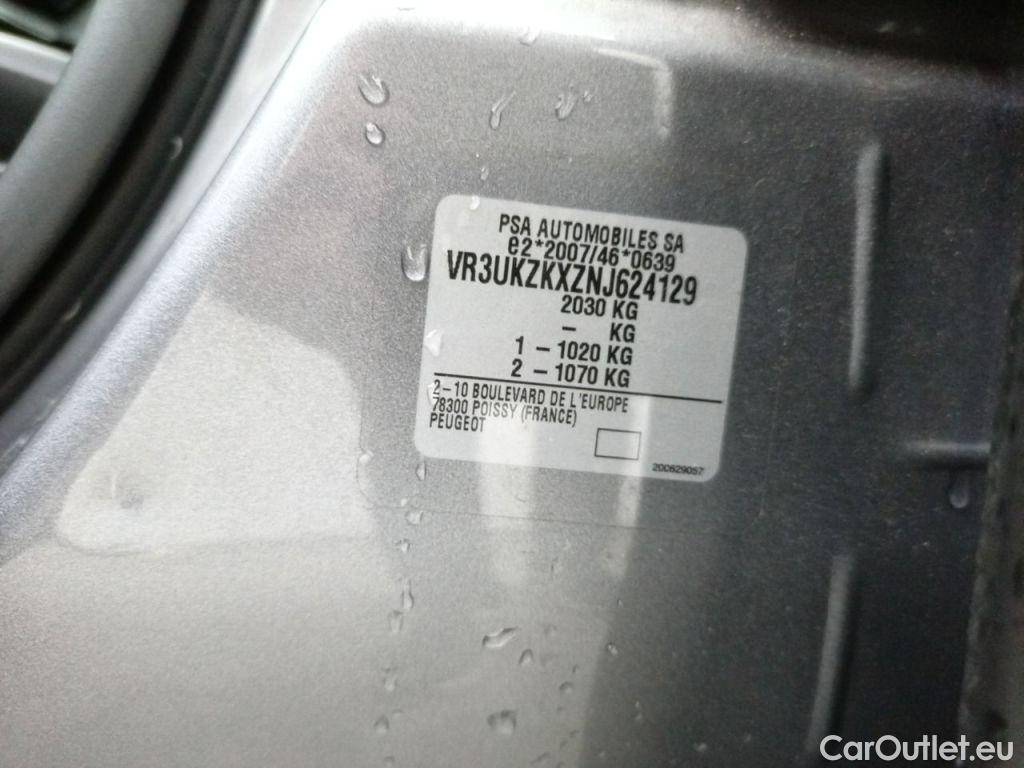 PSA AUTOMOBILES SA
e2*2007/46*0639
VR3UKZKXZNJ624129
2030 KG
– KG
1 – 1020 KG
2 – 1070 KG
2–10 BOULEVARD DE L'EUROPE
78300 POISSY (FRANCE)
PEUGEOT
200629057
CarOutlet.eu